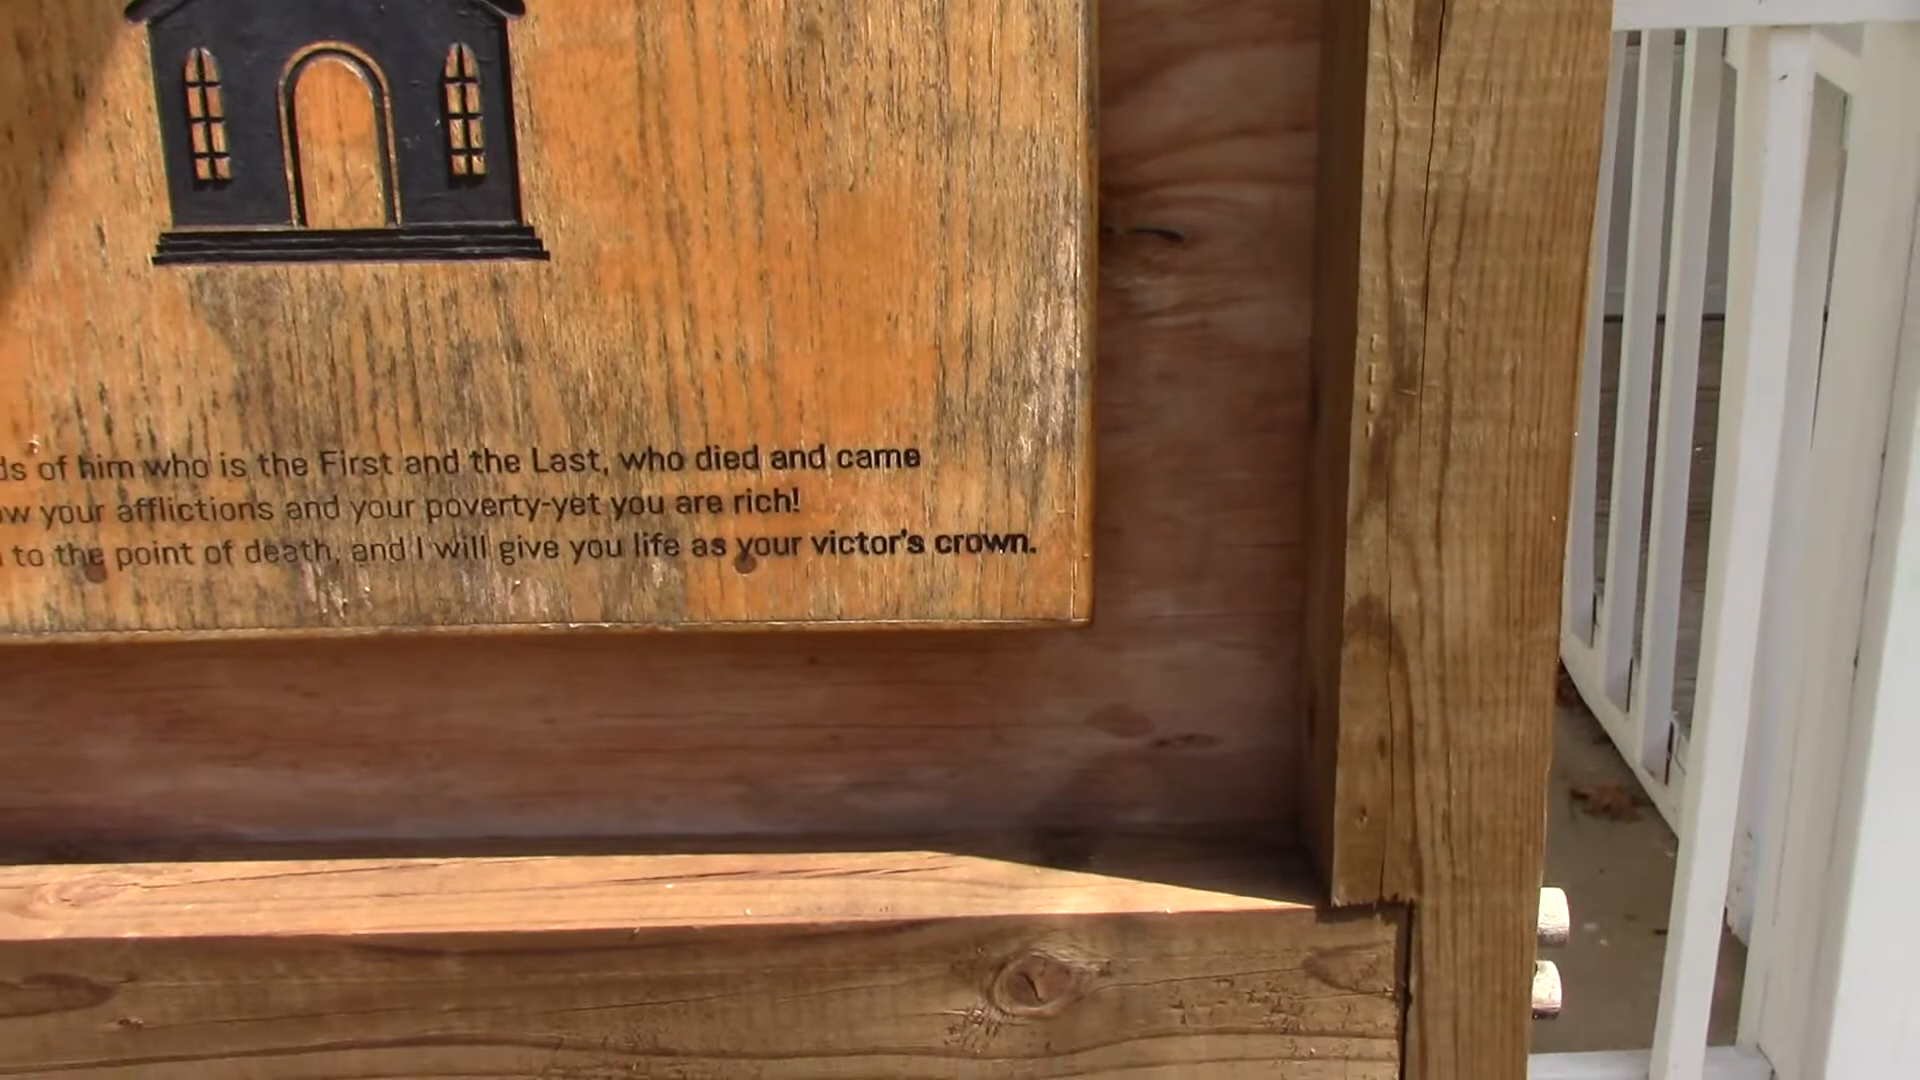 of him who is the First and the Last, who died and came
your afflictions and your poverty-yet you are rich!
to the point of death, and I will give you life as your victor's crown.